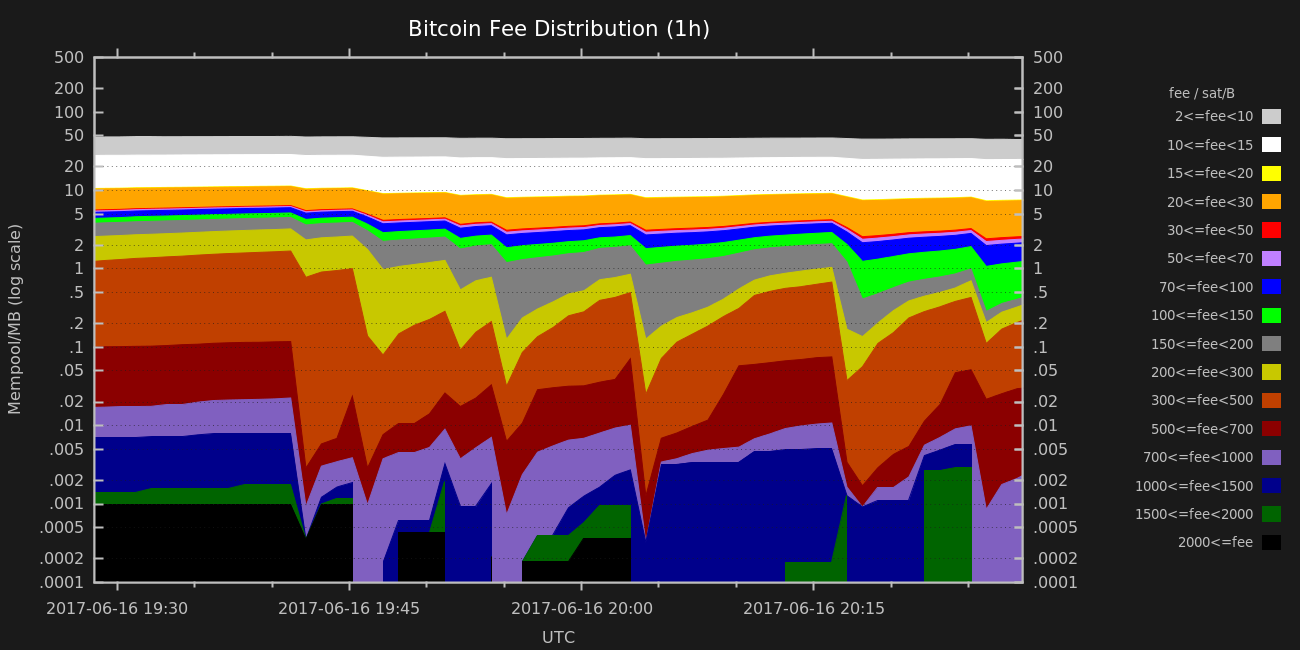 Bitcoin Fee Distribution (1h)
500
200
100
50
20
10
5
2
1
.5
.2
.1
.05
.02
.01
.005
.002
.001
.0005
.0002
.0001
Mempool/MB (log scale)
500
200
100
50
20
10
5
2
1
.5
.2
.1
.05
.02
.01
.005
.002
.001
.0005
.0002
.0001
2017-06-16 19:30
2017-06-16 19:45
2017-06-16 20:00
2017-06-16 20:15
UTC
fee / sat/B
2<=fee<10
10<=fee<15
15<=fee<20
20<=fee<30
30<=fee<50
50<=fee<70
70<=fee<100
100<=fee<150
150<=fee<200
200<=fee<300
300<=fee<500
500<=fee<700
700<=fee<1000
1000<=fee<1500
1500<=fee<2000
2000<=fee